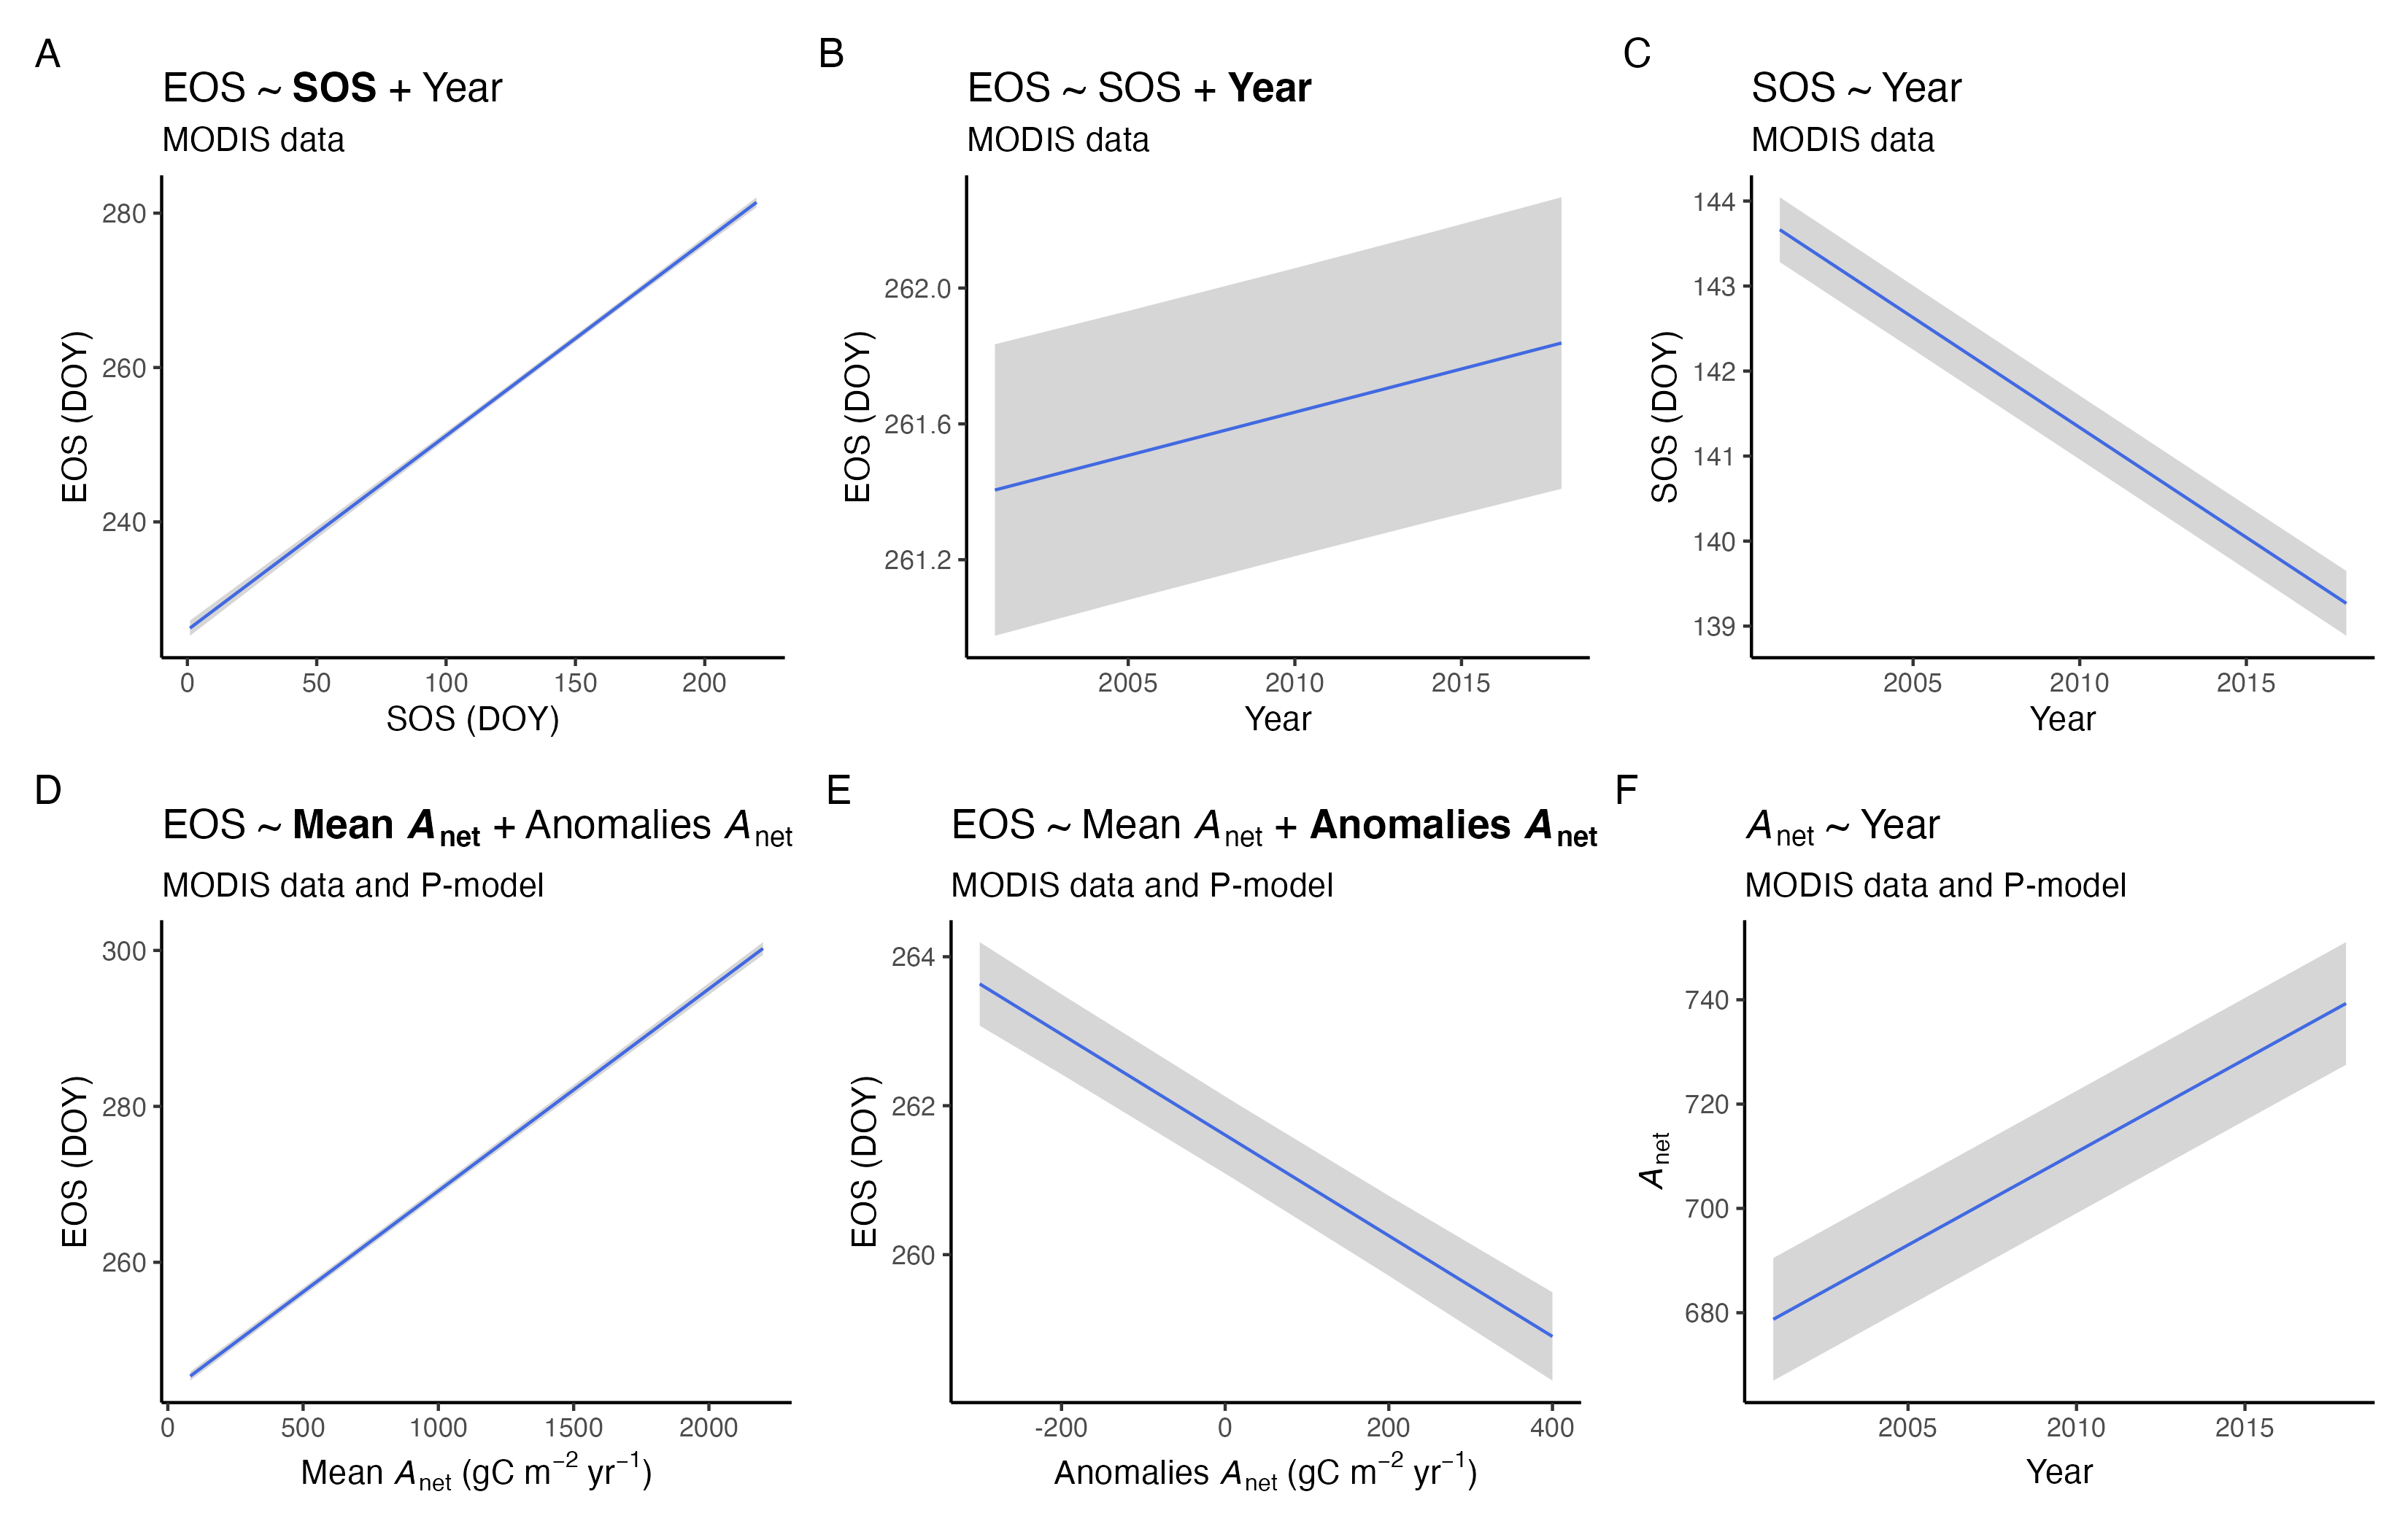 A
EOS ~ SOS + Year
MODIS data
280
260
240
EOS (DOY)
0 50 100 150 200
SOS (DOY)
B
EOS ~ SOS + Year
MODIS data
262.0
261.6
261.2
EOS (DOY)
2005 2010 2015
Year
C
SOS ~ Year
MODIS data
144
143
142
141
140
139
SOS (DOY)
2005 2010 2015
Year
D
EOS ~ Mean Anet + Anomalies Anet
MODIS data and P-model
300
280
260
EOS (DOY)
0 500 1000 1500 2000
Mean Anet (gC m−2 yr−1)
E
EOS ~ Mean Anet + Anomalies Anet
MODIS data and P-model
264
262
260
EOS (DOY)
-200 0 200 400
Anomalies Anet (gC m−2 yr−1)
F
Anet ~ Year
MODIS data and P-model
740
720
700
680
Anet
2005 2010 2015
Year